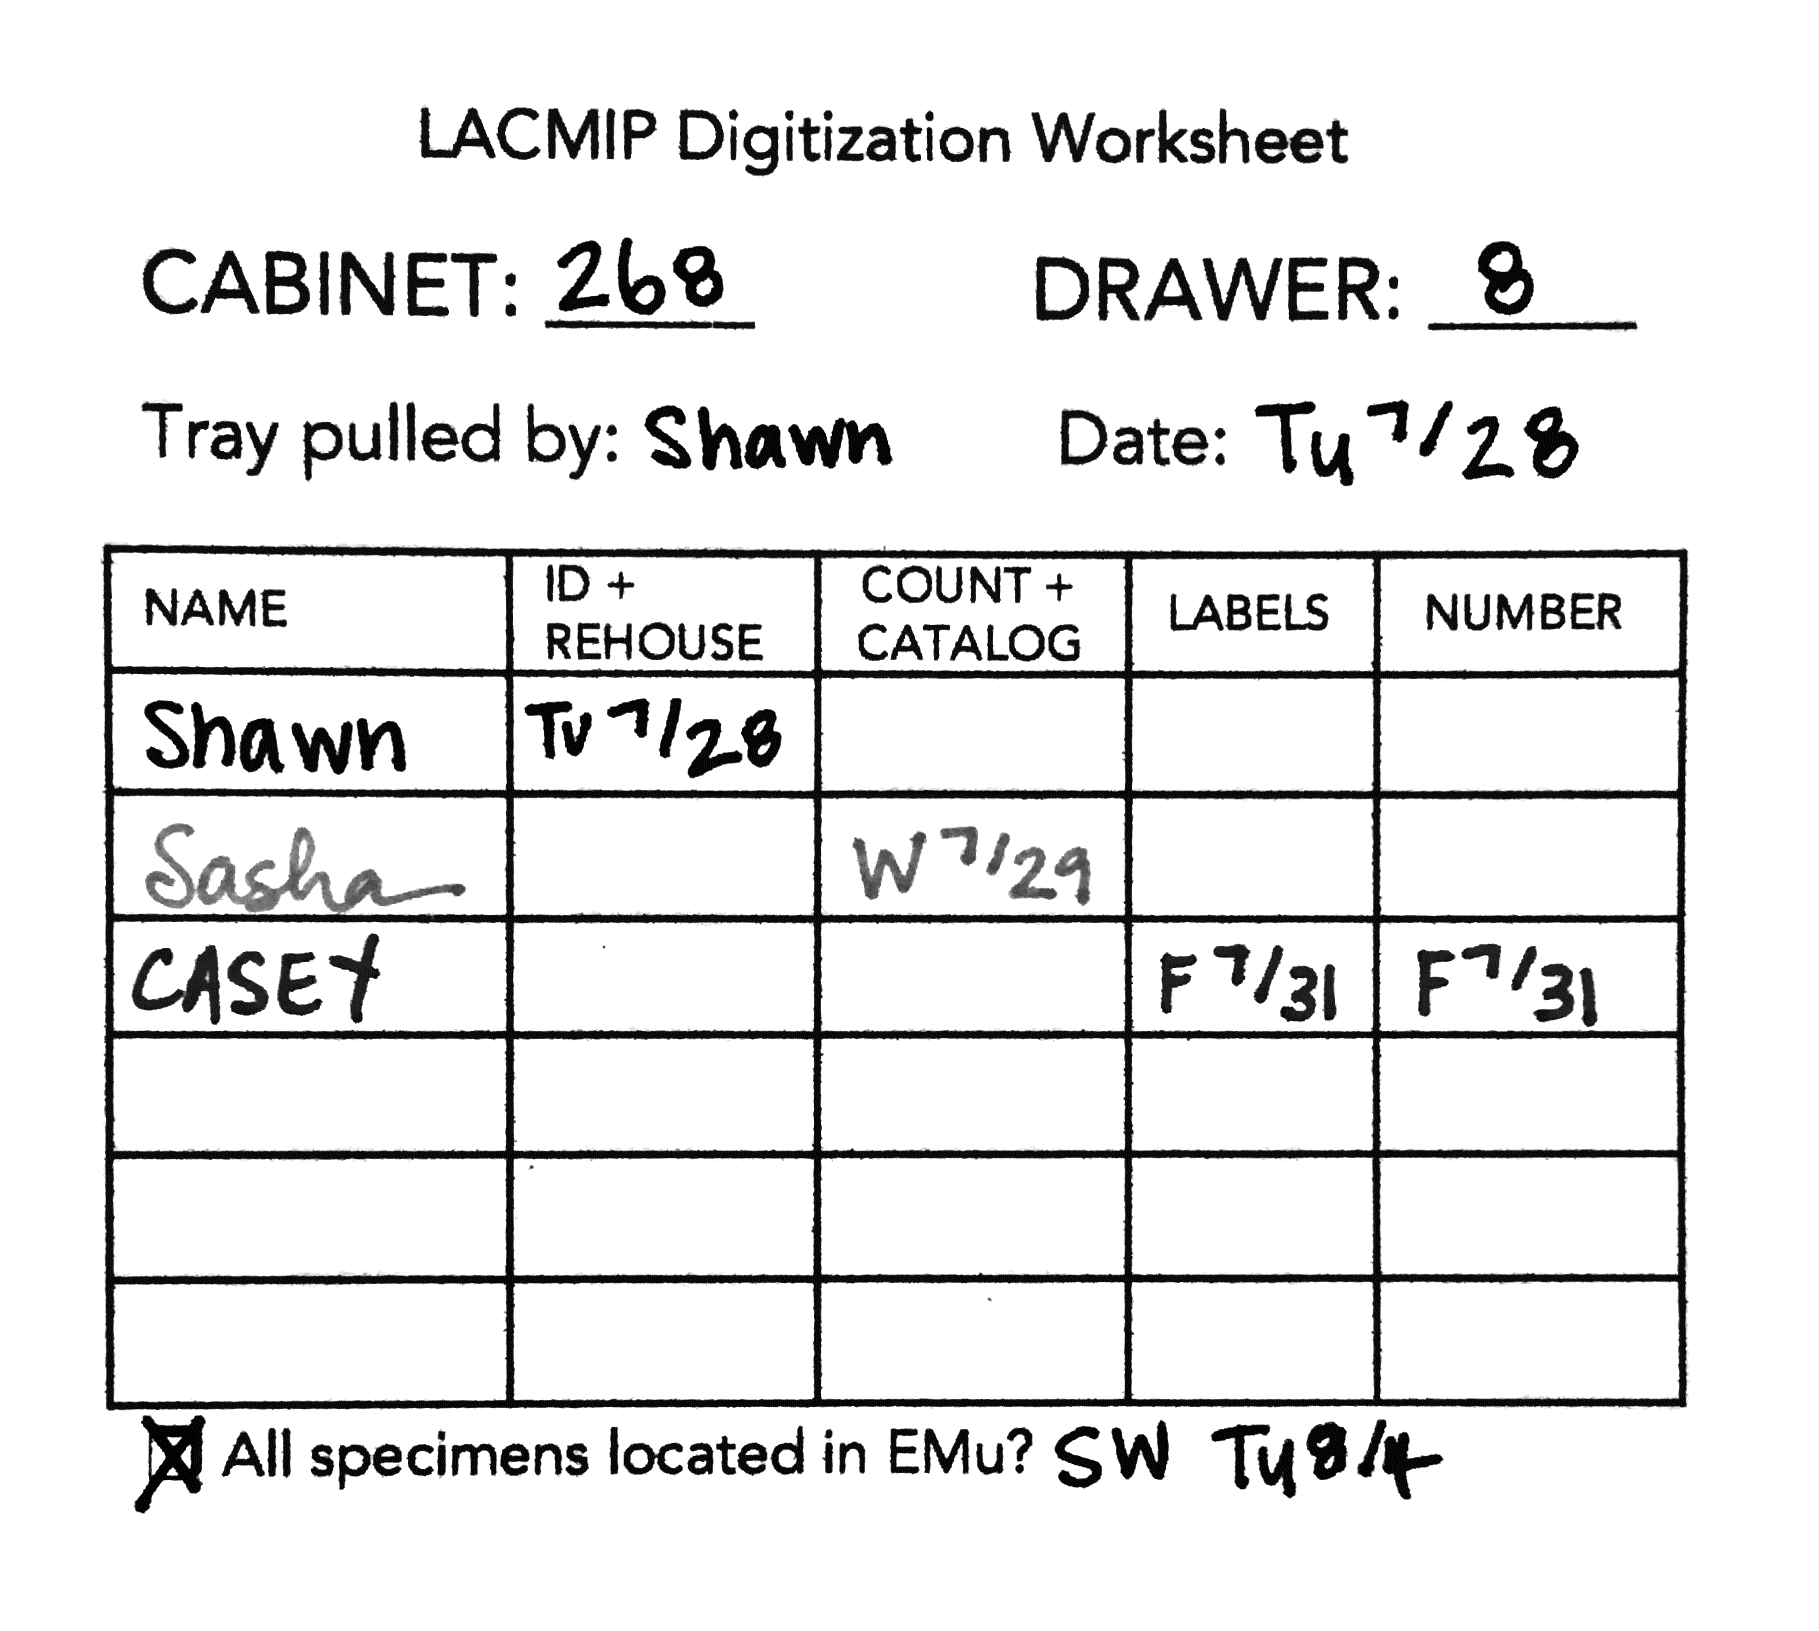 LACMIP Digitization Worksheet
CABINET: 268 DRAWER: 8
Tray pulled by: Shawn Date: Tu 7/28
NAME ID + REHOUSE COUNT + CATALOG LABELS NUMBER
Shawn Tu 7/28
Sasha W 7/29
CASEY F 7/31 F 7/31
All specimens located in EMu? SW Tu 8/4